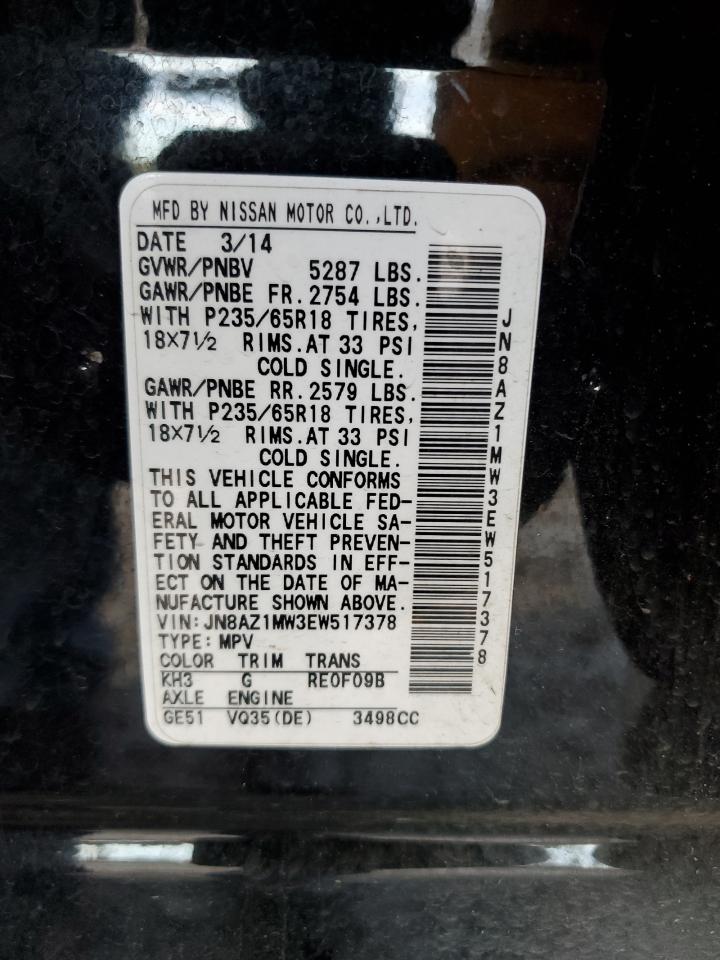 MFD BY NISSAN MOTOR CO.,LTD.
DATE 3/14
GVWR/PNBV 5287 LBS.
GAWR/PNBE FR. 2754 LBS.
WITH P235/65R18 TIRES,
18X7½ RIMS.AT 33 PSI
COLD SINGLE.
GAWR/PNBE RR. 2579 LBS.
WITH P235/65R18 TIRES,
18X7½ RIMS.AT 33 PSI
COLD SINGLE.
THIS VEHICLE CONFORMS
TO ALL APPLICABLE FED-
ERAL MOTOR VEHICLE SA-
FETY AND THEFT PREVEN-
TION STANDARDS IN EFF-
ECT ON THE DATE OF MA-
NUFACTURE SHOWN ABOVE.
VIN:JN8AZ1MW3EW517378
TYPE:MPV
COLOR TRIM TRANS
KH3 G RE0F09B
AXLE ENGINE
GE51 VQ35(DE) 3498CC
JN8AZ1MW3EW517378